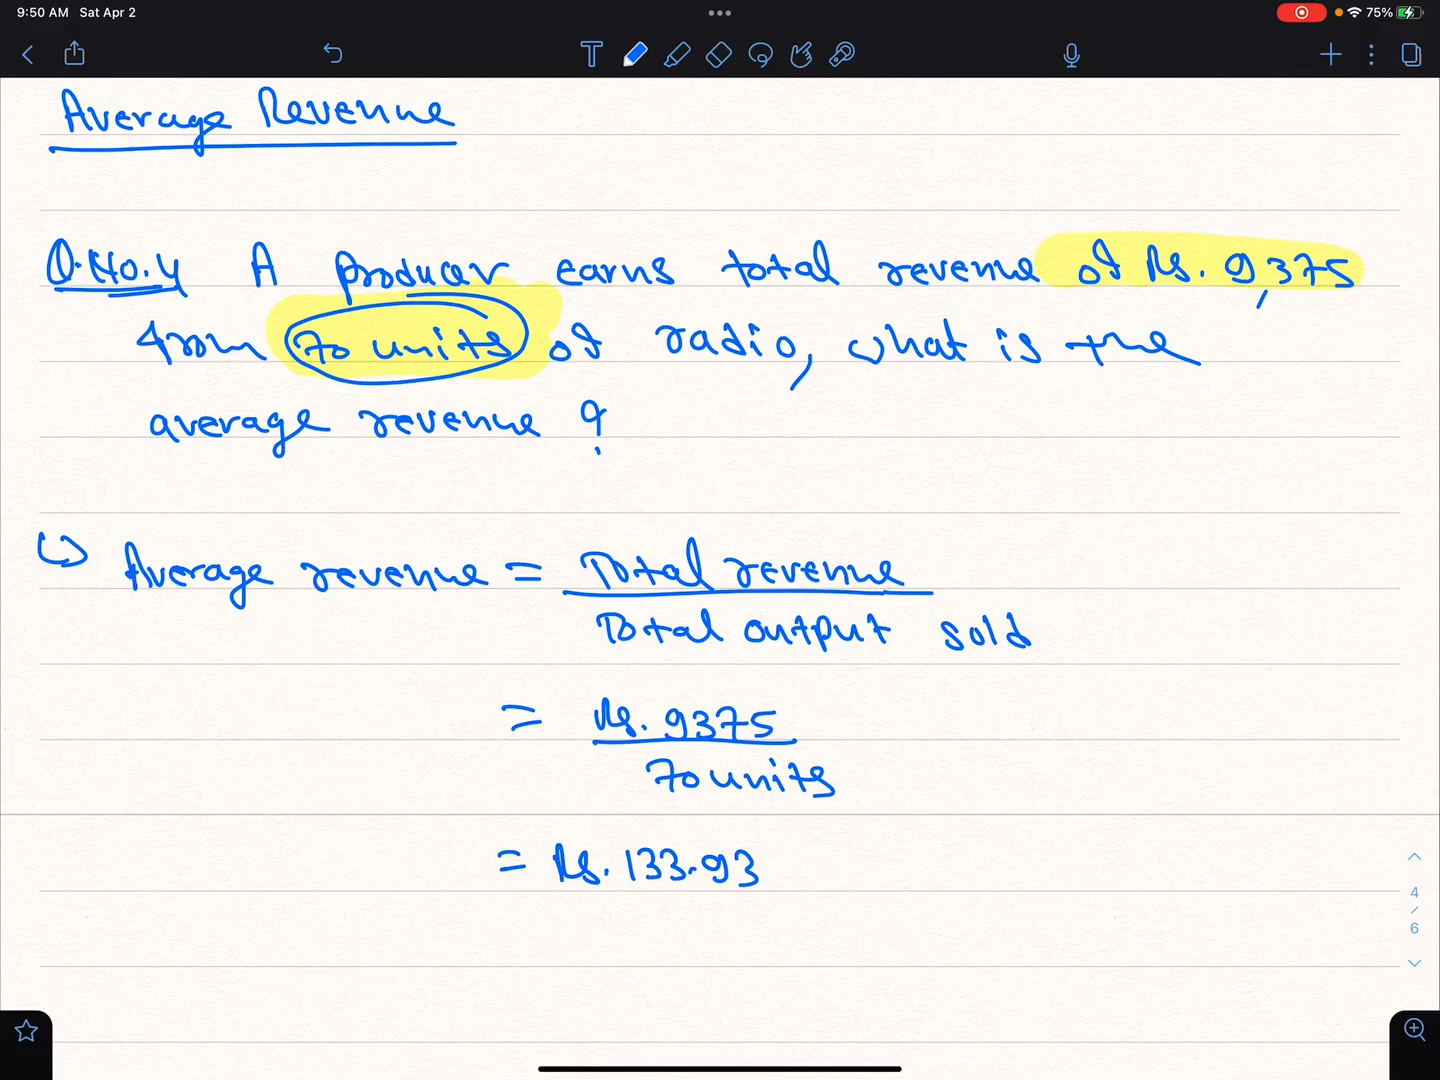 9:50 AM Sat Apr 2
75%
T
Average Revenue
Q.No.4 A producer earns total revenue of Rs. 9,375
from 70 units of radio, what is the
average revenue ?
Average revenue = Total revenue
Total output sold
= Rs. 9375
70 units
= Rs. 133.93
4
/
6